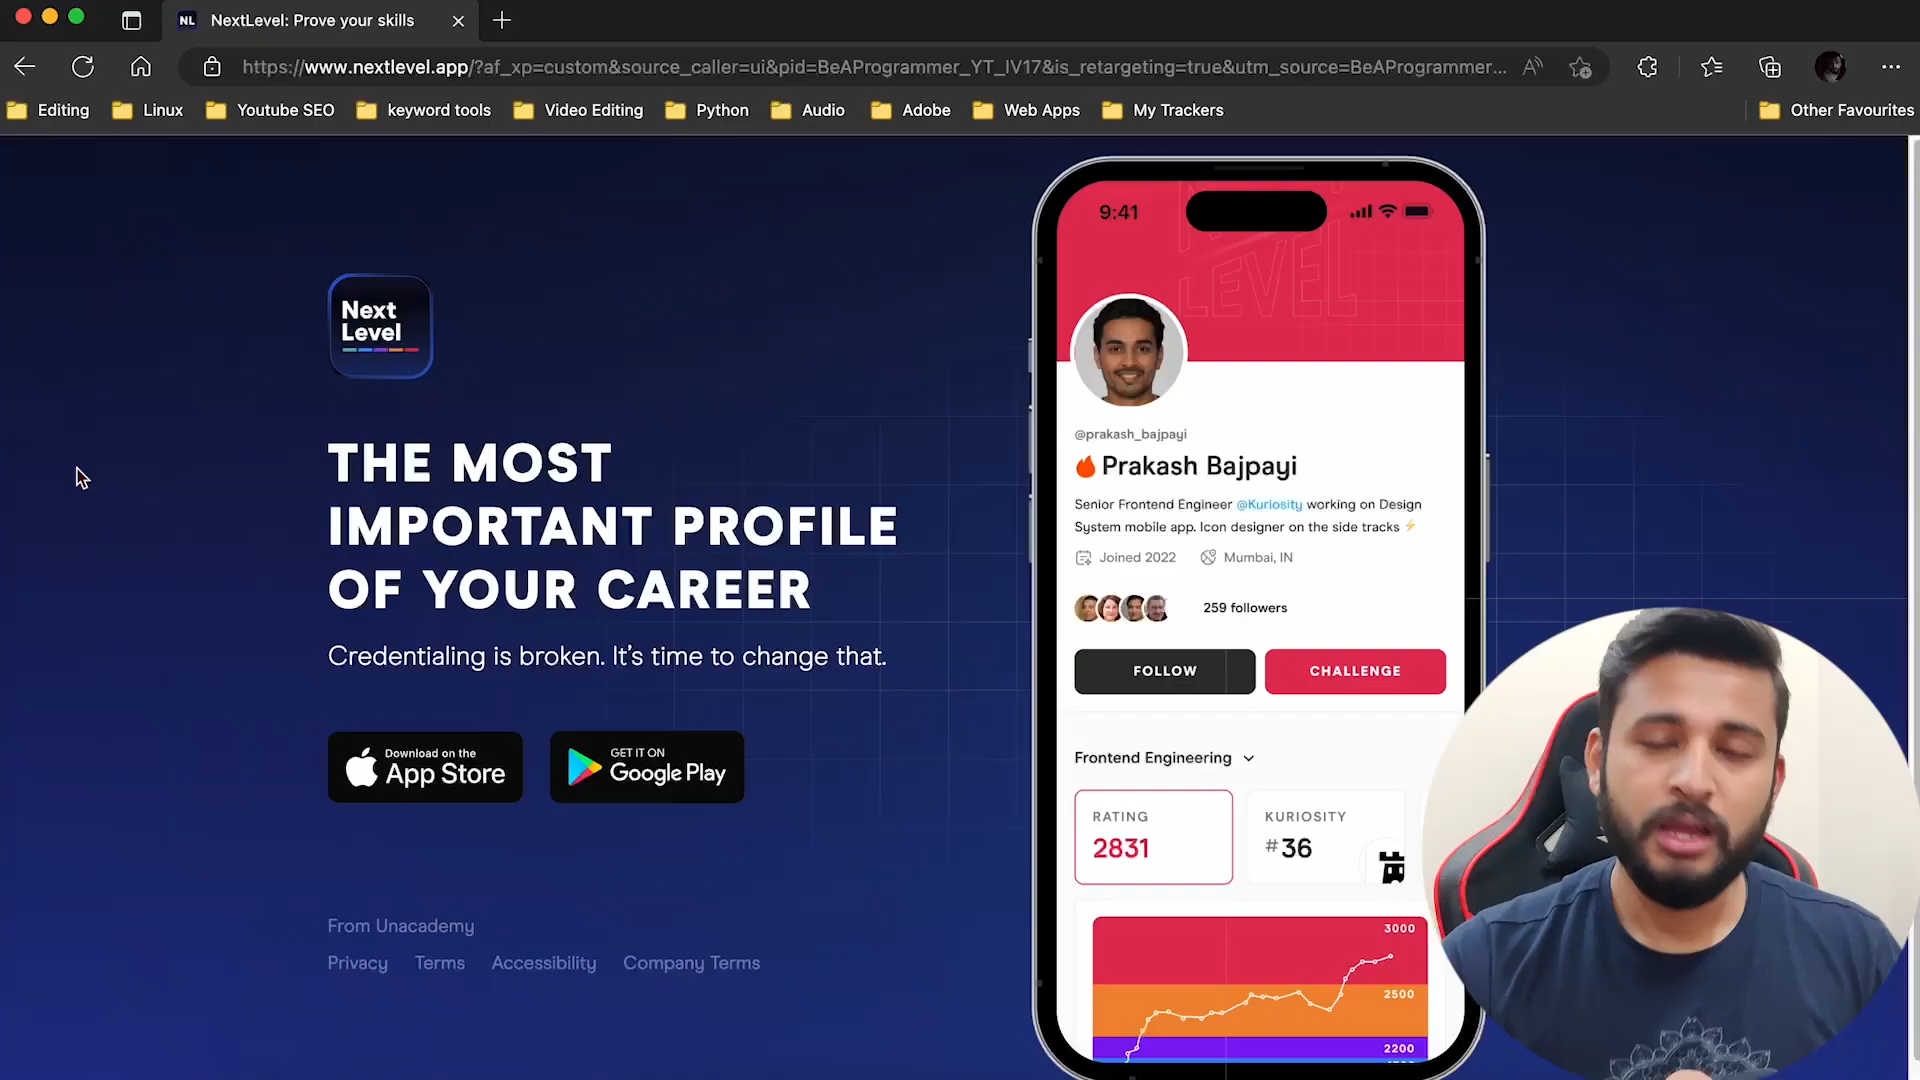 NL NextLevel: Prove your skills
https://www.nextlevel.app/?af_xp=custom&source_caller=ui&pid=BeAProgrammer_YT_IV17&is_retargeting=true&utm_source=BeAProgrammer...
Editing Linux Youtube SEO keyword tools Video Editing Python Audio Adobe Web Apps My Trackers Other Favourites
Next
Level
THE MOST
IMPORTANT PROFILE
OF YOUR CAREER
Credentialing is broken. It's time to change that.
Download on the
App Store
GET IT ON
Google Play
From Unacademy
Privacy Terms Accessibility Company Terms
9:41
LEVEL
@prakash_bajpayi
Prakash Bajpayi
Senior Frontend Engineer @Kuriosity working on Design
System mobile app. Icon designer on the side tracks
Joined 2022 Mumbai, IN
259 followers
FOLLOW CHALLENGE
Frontend Engineering
RATING KURIOSITY
2831 #36
3000
2500
2200